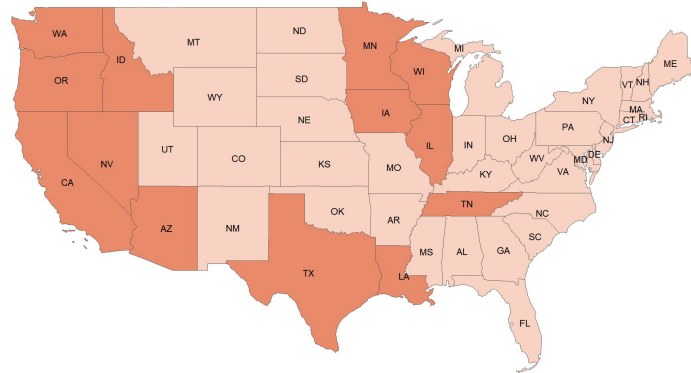 WA
MT
ND
MN
MI
ME
ID
OR
SD
WI
VT
NH
WY
NY
MA
CT
RI
IA
NE
PA
NJ
NV
UT
CO
IL
IN
OH
MD
DE
WV
VA
CA
KS
MO
KY
AZ
NM
OK
AR
TN
NC
SC
TX
LA
MS
AL
GA
FL